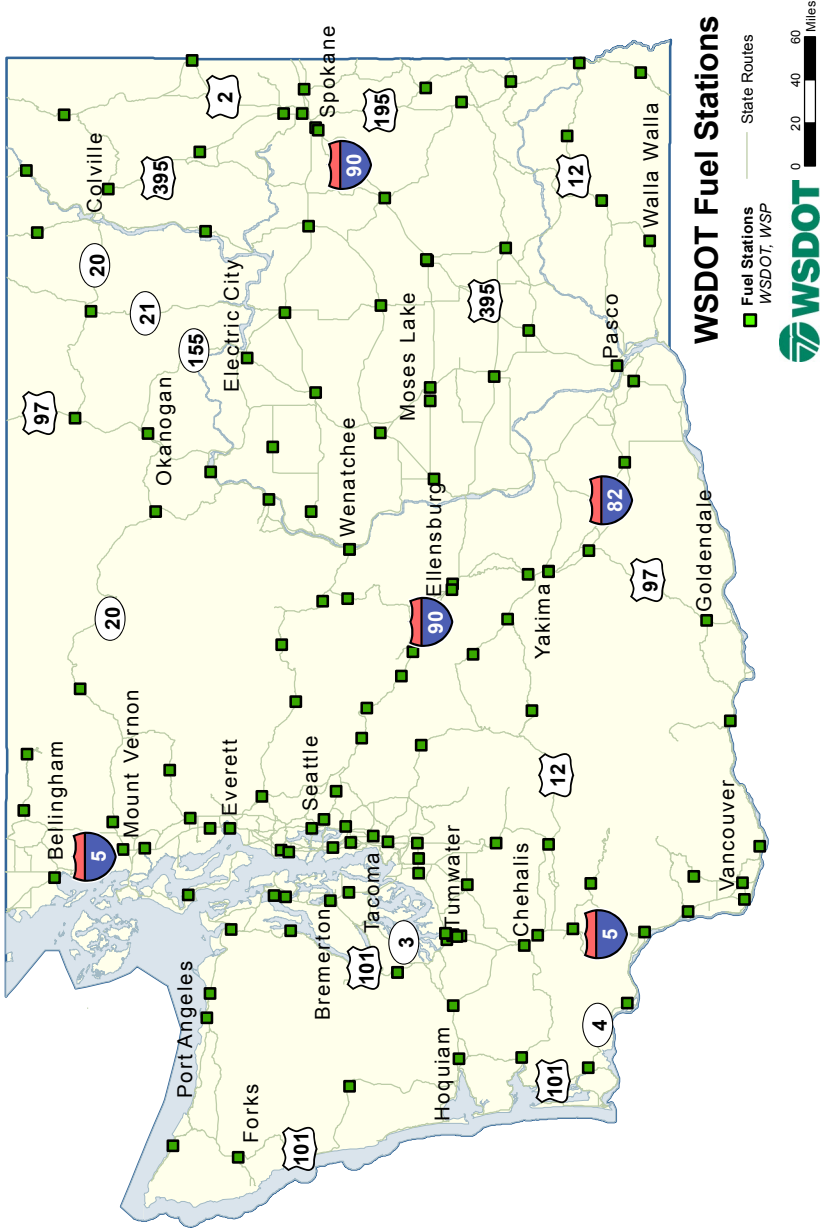 Bellingham
Mount Vernon
Everett
Seattle
Port Angeles
Forks
Bremerton
Tacoma
Tumwater
Hoquiam
Chehalis
Vancouver
Okanogan
Colville
Electric City
Spokane
Wenatchee
Moses Lake
Ellensburg
Yakima
Pasco
Walla Walla
Goldendale
5
20
97
20
21
155
395
2
90
195
101
101
3
90
395
12
12
82
97
5
4
101
WSDOT Fuel Stations
Fuel Stations
WSDOT, WSP
State Routes
WSDOT
0 20 40 60
Miles